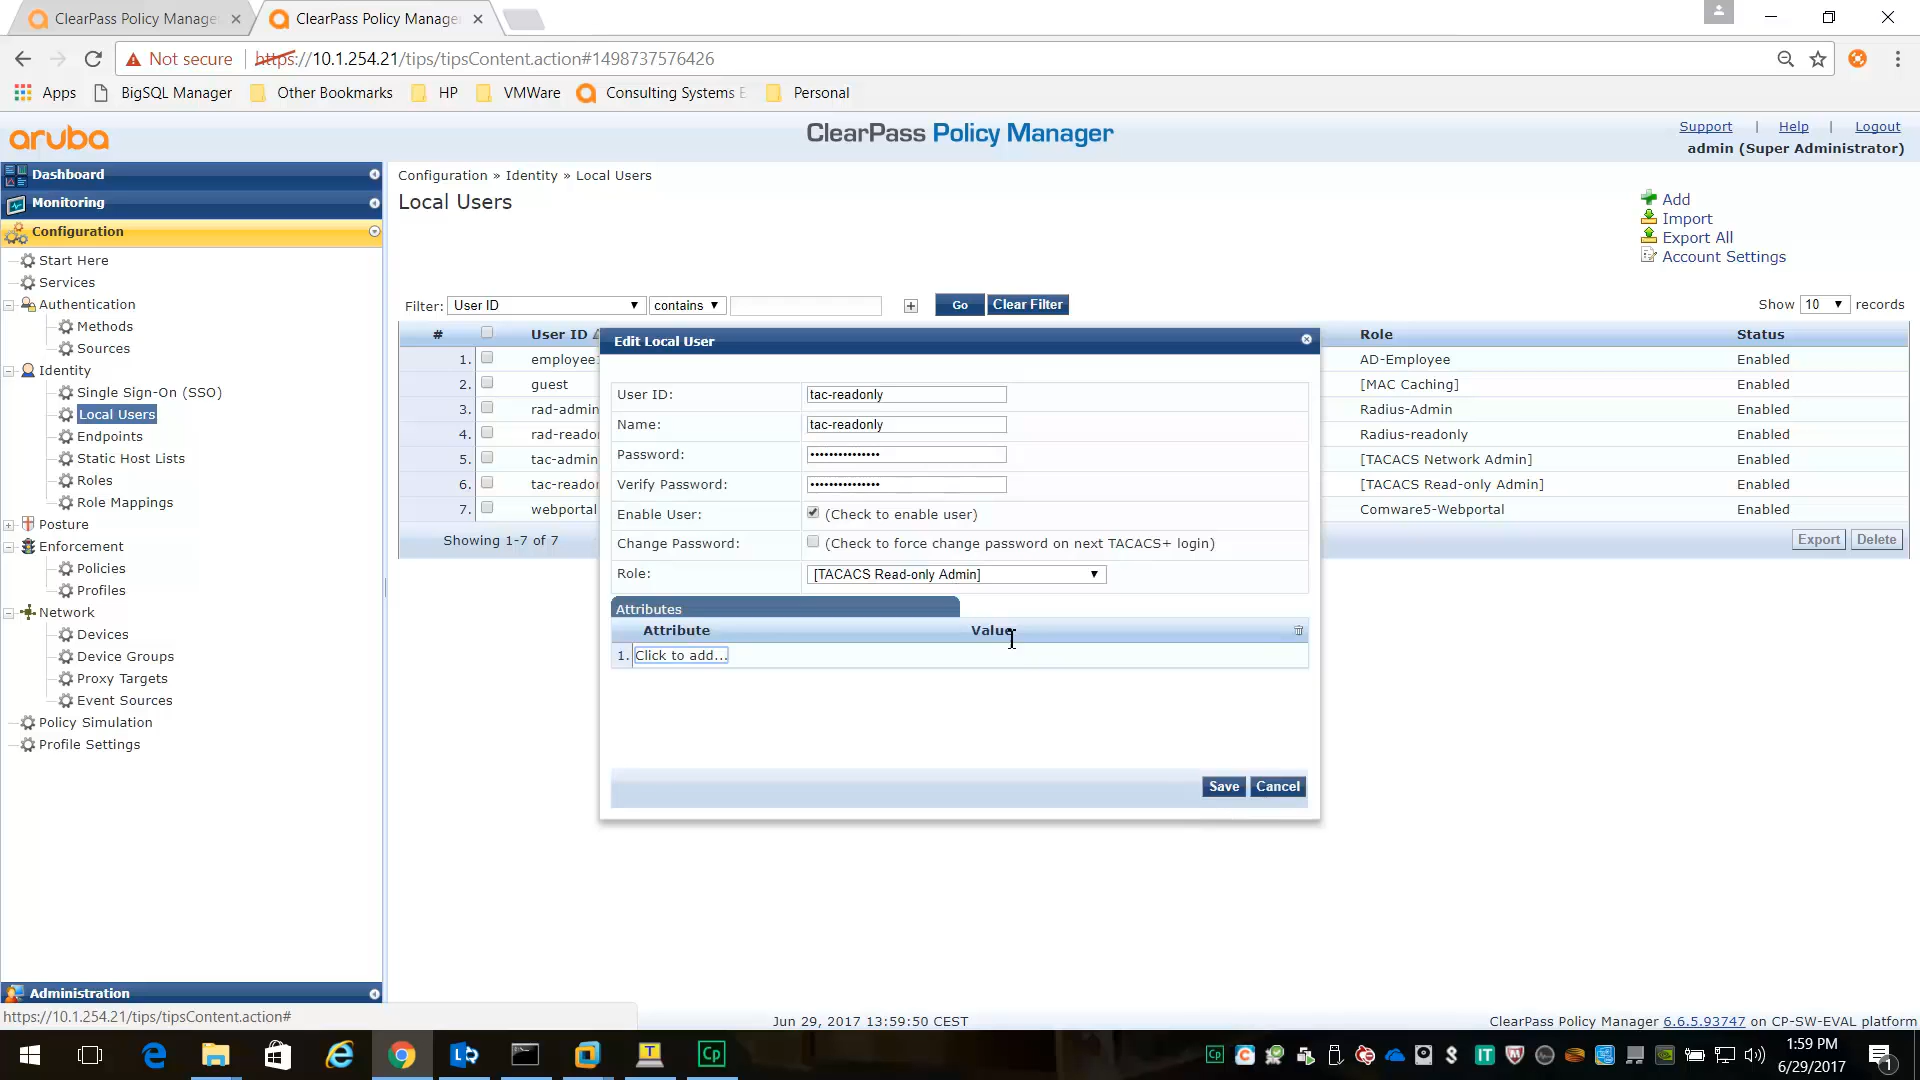 ClearPass Policy Manage
ClearPass Policy Manage
Not secure
https://10.1.254.21/tips/tipsContent.action#1498737576426
Apps
BigSQL Manager
Other Bookmarks
HP
VMWare
Consulting Systems E
Personal
aruba
ClearPass Policy Manager
Support | Help | Logout
admin (Super Administrator)
Dashboard
Monitoring
Configuration
Start Here
Services
Authentication
Methods
Sources
Identity
Single Sign-On (SSO)
Local Users
Endpoints
Static Host Lists
Roles
Role Mappings
Posture
Enforcement
Policies
Profiles
Network
Devices
Device Groups
Proxy Targets
Event Sources
Policy Simulation
Profile Settings
Administration
https://10.1.254.21/tips/tipsContent.action#
Configuration » Identity » Local Users
Local Users
Add
Import
Export All
Account Settings
Filter: User ID contains Go Clear Filter
Show 10 records
# User ID Role Status
1. employee AD-Employee Enabled
2. guest [MAC Caching] Enabled
3. rad-admin Radius-Admin Enabled
4. rad-reado Radius-readonly Enabled
5. tac-admin [TACACS Network Admin] Enabled
6. tac-reado [TACACS Read-only Admin] Enabled
7. webportal Comware5-Webportal Enabled
Showing 1-7 of 7
Export Delete
Edit Local User
User ID: tac-readonly
Name: tac-readonly
Password: •••••••••••••••
Verify Password: •••••••••••••••
Enable User: (Check to enable user)
Change Password: (Check to force change password on next TACACS+ login)
Role: [TACACS Read-only Admin]
Attributes
Attribute Value
1. Click to add...
Save Cancel
Jun 29, 2017 13:59:50 CEST
ClearPass Policy Manager 6.6.5.93747 on CP-SW-EVAL platform
1:59 PM
6/29/2017